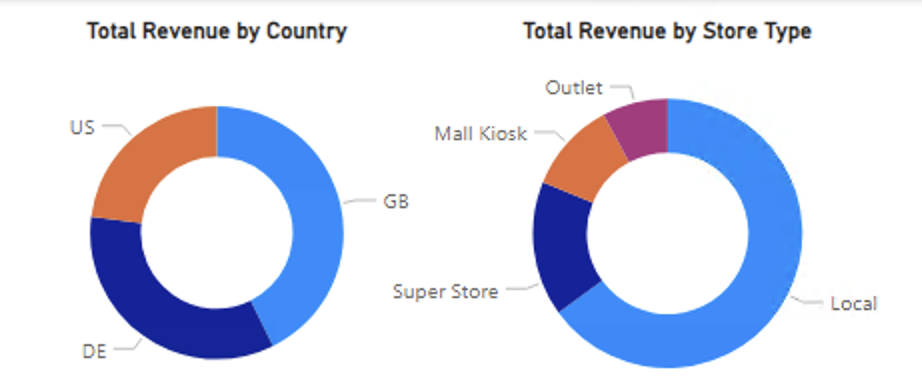 Total Revenue by Country
US
GB
DE
Total Revenue by Store Type
Outlet
Mall Kiosk
Super Store
Local